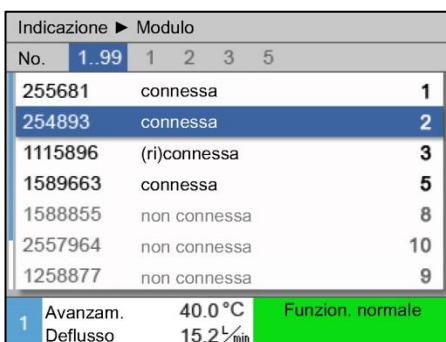 Indicazione ► Modulo
No. 1..99 1 2 3 5
255681 connessa 1
254893 connessa 2
1115896 (ri)connessa 3
1589663 connessa 5
1588855 non connessa 8
2557964 non connessa 10
1258877 non connessa 9
1 Avanzam. 40.0 °C Funzion. normale
Deflusso 15.2 L/min